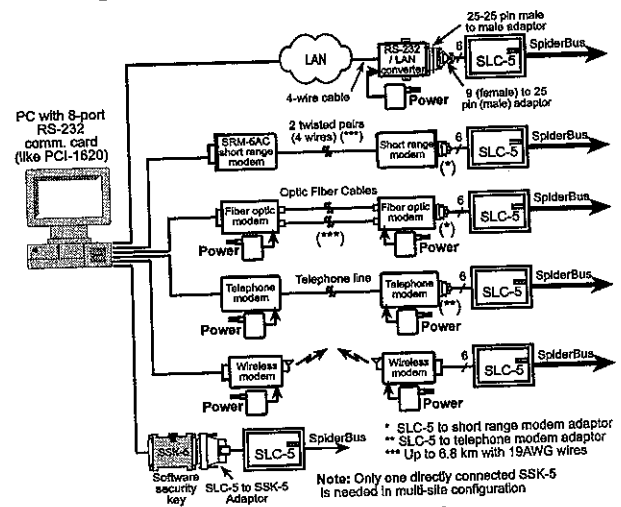 25-25 pin male
to male adaptor
LAN
RS-232
/ LAN
converter
6
SLC-5
SpiderBus
4-wire cable
Power
9 (female) to 25
pin (male) adaptor
PC with 8-port
RS-232
comm. card
(like PCI-1620)
SRM-6AC
short range
modem
2 twisted pairs
(4 wires) (***)
Short range
modem
(*)
6
SLC-5
SpiderBus
Optic Fiber Cables
Fiber optic
modem
(***)
Fiber optic
modem
(*)
6
SLC-5
SpiderBus
Power
Power
Telephone
modem
Telephone line
Telephone
modem
(**)
6
SLC-5
SpiderBus
Power
Power
Wireless
modem
Wireless
modem
6
SLC-5
SpiderBus
Power
Power
* SLC-5 to short range modem adaptor
** SLC-5 to telephone modem adaptor
*** Up to 6.8 km with 19AWG wires
SSK-5
SLC-5
SpiderBus
Software
security
key
SLC-5 to SSK-5
Adaptor
Note: Only one directly connected SSK-5
is needed in multi-site configuration